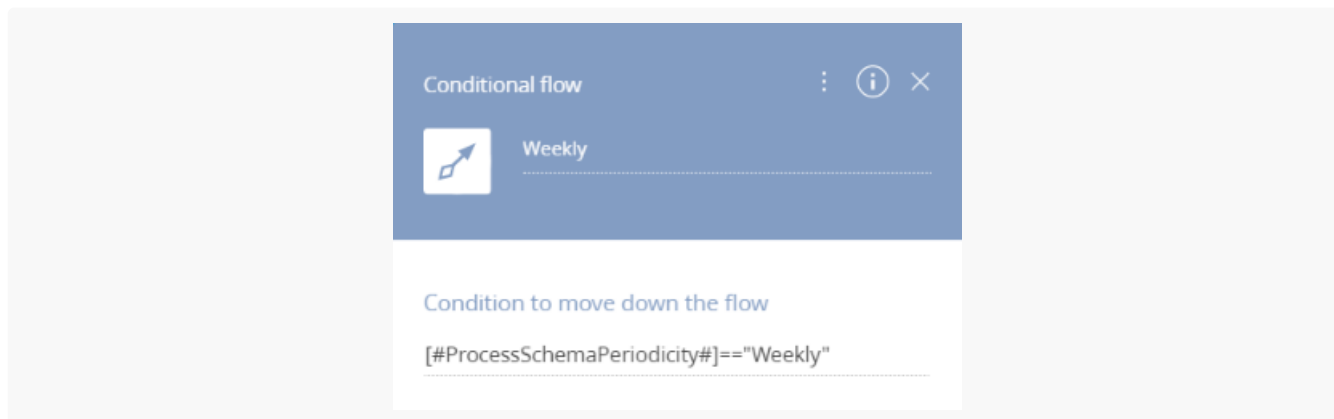 Conditional flow
Weekly
Condition to move down the flow
[#ProcessSchemaPeriodicity#]=="Weekly"